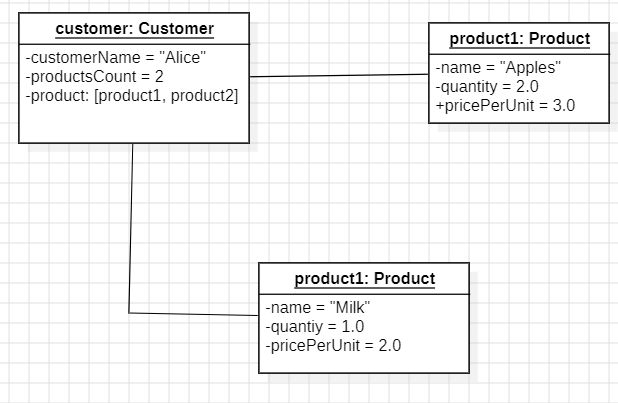 customer: Customer
-customerName = "Alice"
-productsCount = 2
-product: [product1, product2]
product1: Product
-name = "Apples"
-quantity = 2.0
+pricePerUnit = 3.0
product1: Product
-name = "Milk"
-quantiy = 1.0
-pricePerUnit = 2.0